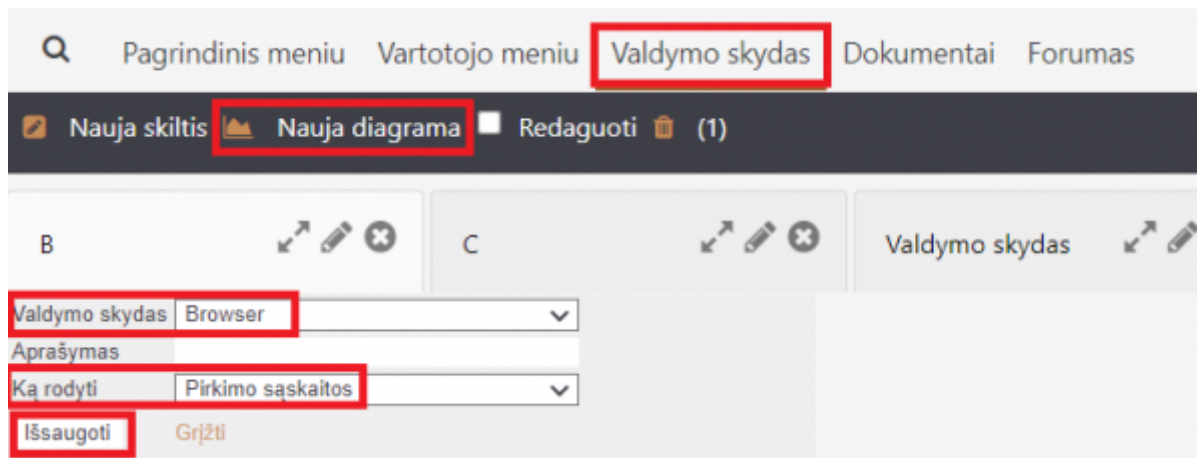 Pagrindinis meniu Vartotojo meniu Valdymo skydas Dokumentai Forumas
Nauja skiltis Nauja diagrama Redaguoti (1)
B C Valdymo skydas
Valdymo skydas Browser
Aprašymas
Ką rodyti Pirkimo sąskaitos
Išsaugoti Grįžti